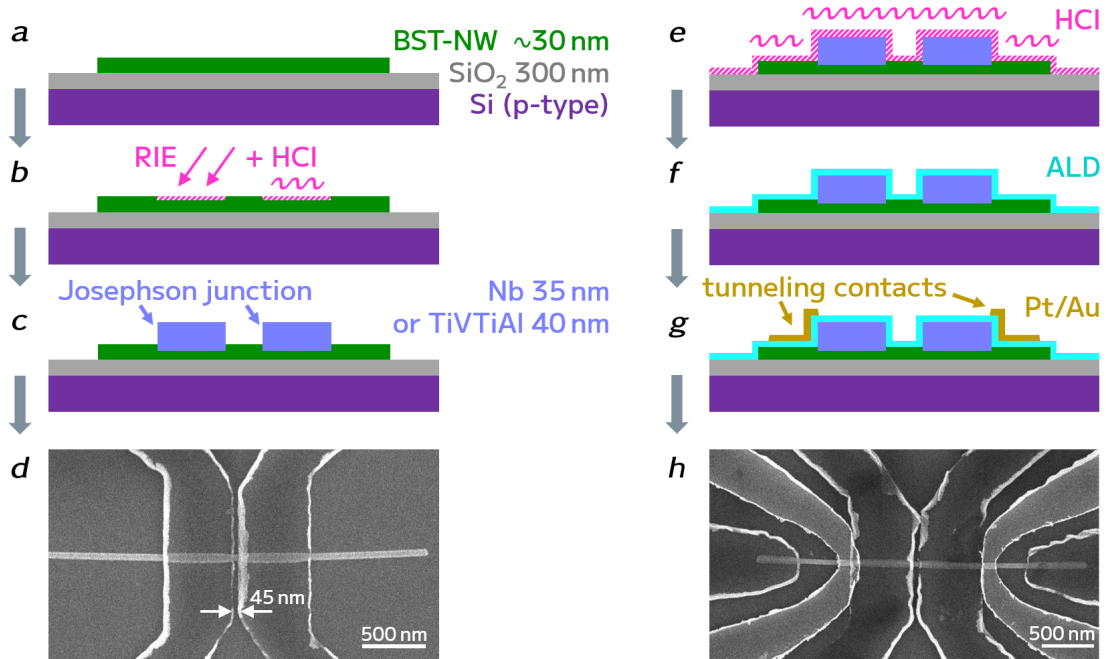 a
BST-NW ~30 nm
SiO₂ 300 nm
Si (p-type)
b
RIE + HCl
c
Josephson junction
Nb 35 nm
or TiVTiAl 40 nm
d
45 nm
500 nm
e
HCl
f
ALD
g
tunneling contacts
Pt/Au
h
500 nm